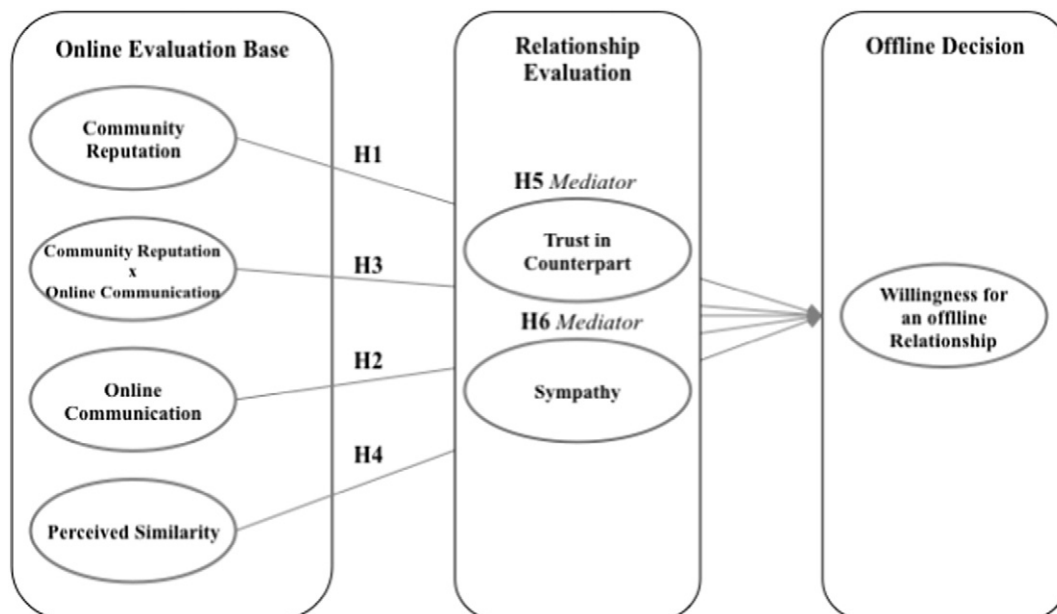 Online Evaluation Base
Community
Reputation
Community Reputation
x
Online Communication
Online
Communication
Perceived Similarity
H1
H3
H2
H4
Relationship
Evaluation
H5 Mediator
Trust in
Counterpart
H6 Mediator
Sympathy
Offline Decision
Willingness for
an offlline
Relationship